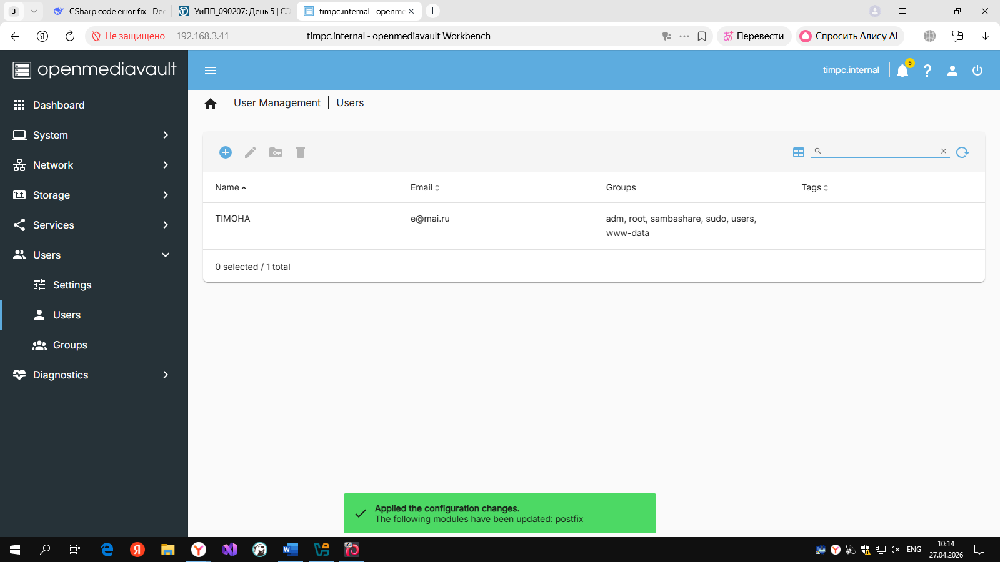 3
CSharp code error fix - Dee
УиПП_090207: День 5 | СЭ
timpc.internal - openme
Не защищено
192.168.3.41
timpc.internal - openmediavault Workbench
Перевести
Спросить Алису AI
openmediavault
timpc.internal
5
Dashboard
System
Network
Storage
Services
Users
Settings
Users
Groups
Diagnostics
User Management
Users
Name
Email
Groups
Tags
TIMOHA
e@mai.ru
adm, root, sambashare, sudo, users,
www-data
0 selected / 1 total
Applied the configuration changes.
The following modules have been updated: postfix
x64
ENG
10:14
27.04.2026